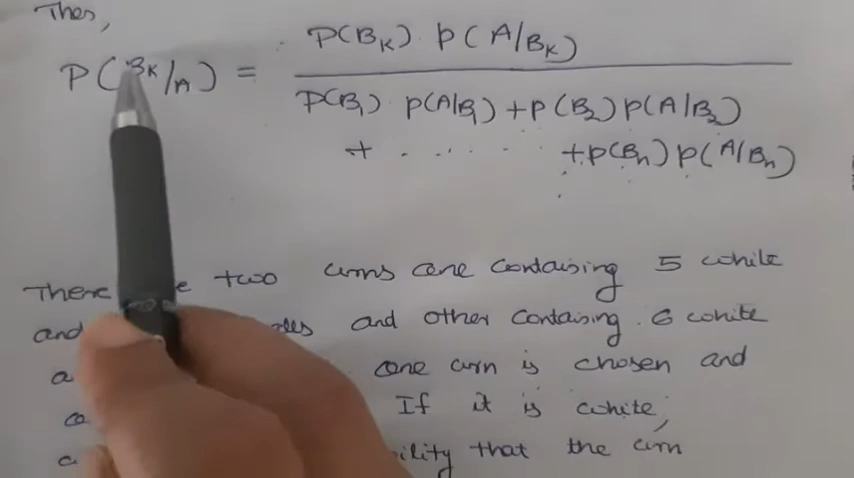 Then,
P(BK/A) = P(BK) P(A/BK)
P(B1) P(A/B1) + P(B2) P(A/B2)
+ ........ + P(Bn) P(A/Bn)
There two urns one containing 5 white
and and other containing 6 white
one urn is chosen and
If it is white,
that the urn